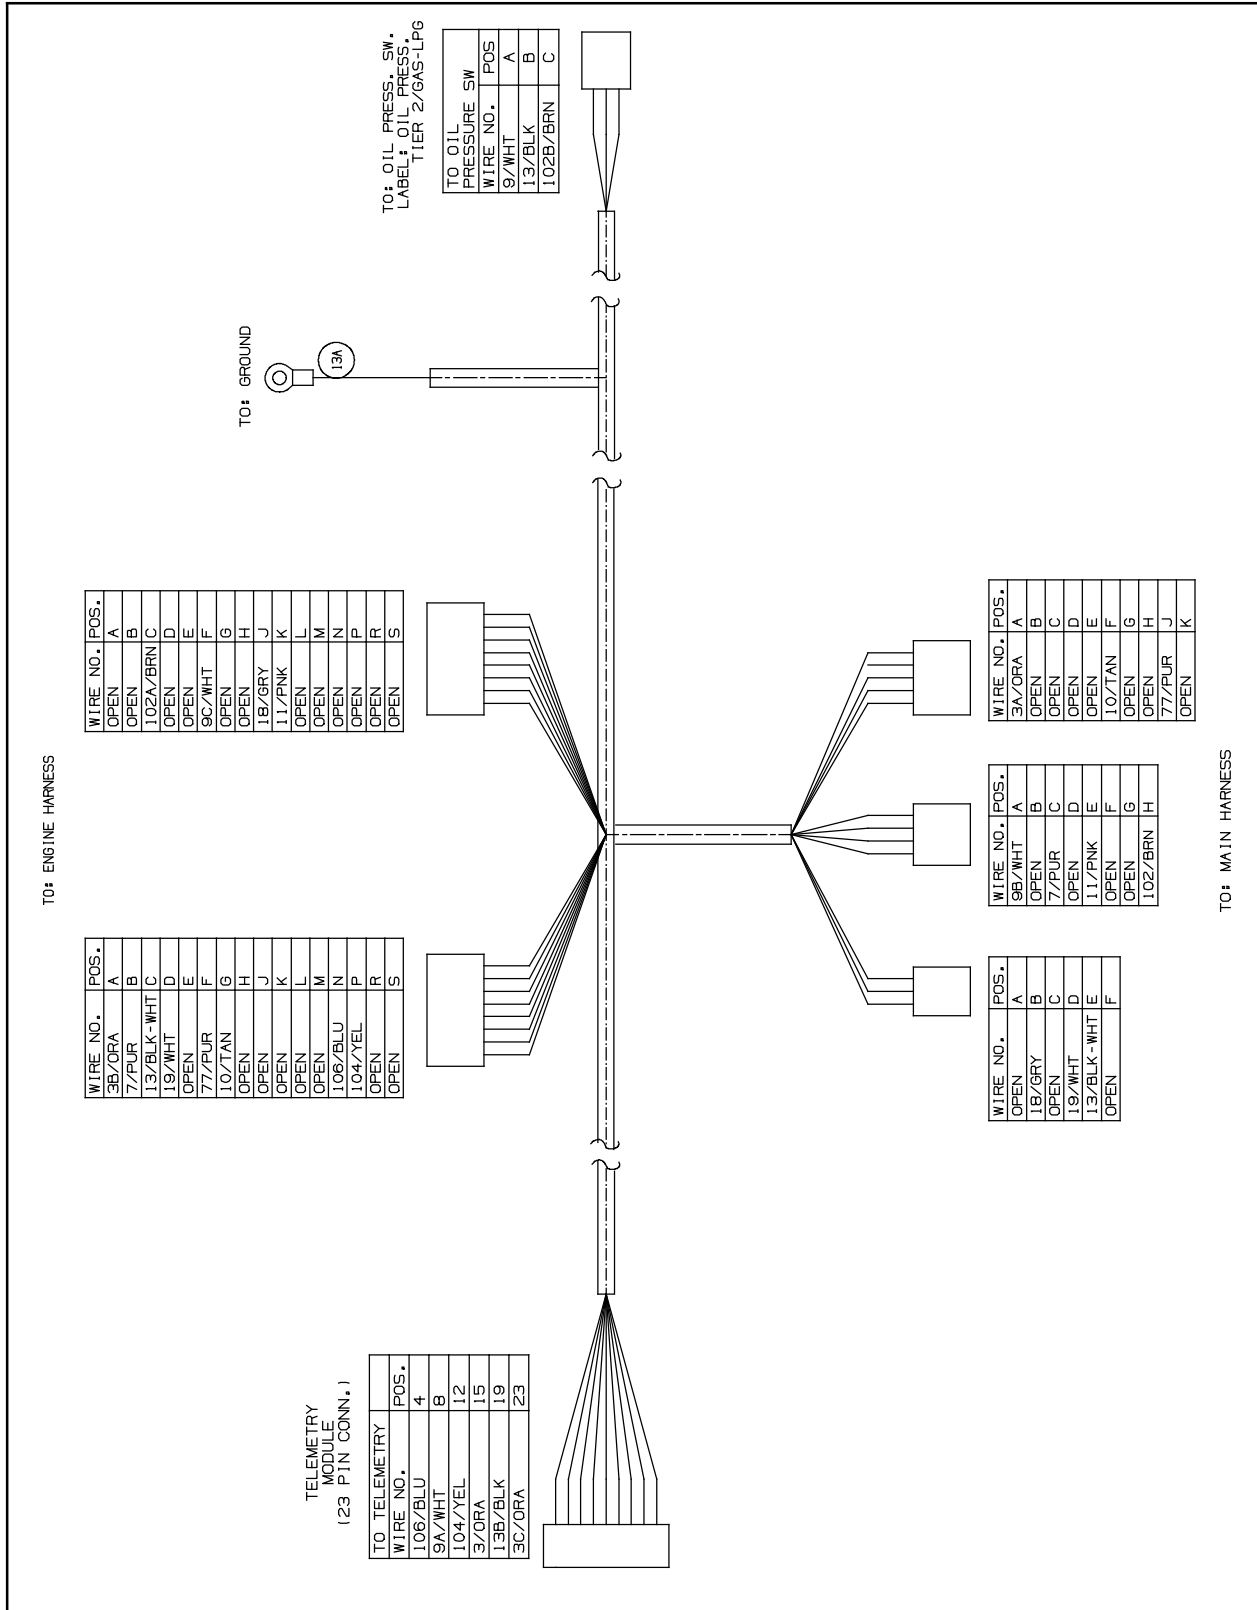 TO: ENGINE HARNESS
TELEMETRY
MODULE
(23 PIN CONN.)
TO TELEMETRY
WIRE NO. POS.
106/BLU 4
9A/WHT 8
104/YEL 12
3/ORA 15
13B/BLK 19
3C/ORA 23
WIRE NO. POS.
3B/ORA A
7/PUR B
13/BLK-WHT C
19/WHT D
OPEN E
77/PUR F
10/TAN G
OPEN H
OPEN J
OPEN K
OPEN L
OPEN M
106/BLU N
104/YEL P
OPEN R
OPEN S
WIRE NO. POS.
OPEN A
OPEN B
102A/BRN C
OPEN D
OPEN E
9C/WHT F
OPEN G
OPEN H
18/GRY J
11/PNK K
OPEN L
OPEN M
OPEN N
OPEN P
OPEN R
OPEN S
TO: GROUND
13A
TO: OIL PRESS. SW.
LABEL: OIL PRESS.
TIER 2/GAS-LPG
TO OIL
PRESSURE SW
WIRE NO. POS
9/WHT A
13/BLK B
102B/BRN C
WIRE NO. POS.
OPEN A
18/GRY B
OPEN C
19/WHT D
13/BLK-WHT E
OPEN F
WIRE NO. POS.
9B/WHT A
OPEN B
7/PUR C
OPEN D
11/PNK E
OPEN F
OPEN G
102/BRN H
WIRE NO. POS.
3A/ORA A
OPEN B
OPEN C
OPEN D
OPEN E
10/TAN F
OPEN G
OPEN H
77/PUR J
OPEN K
TO: MAIN HARNESS